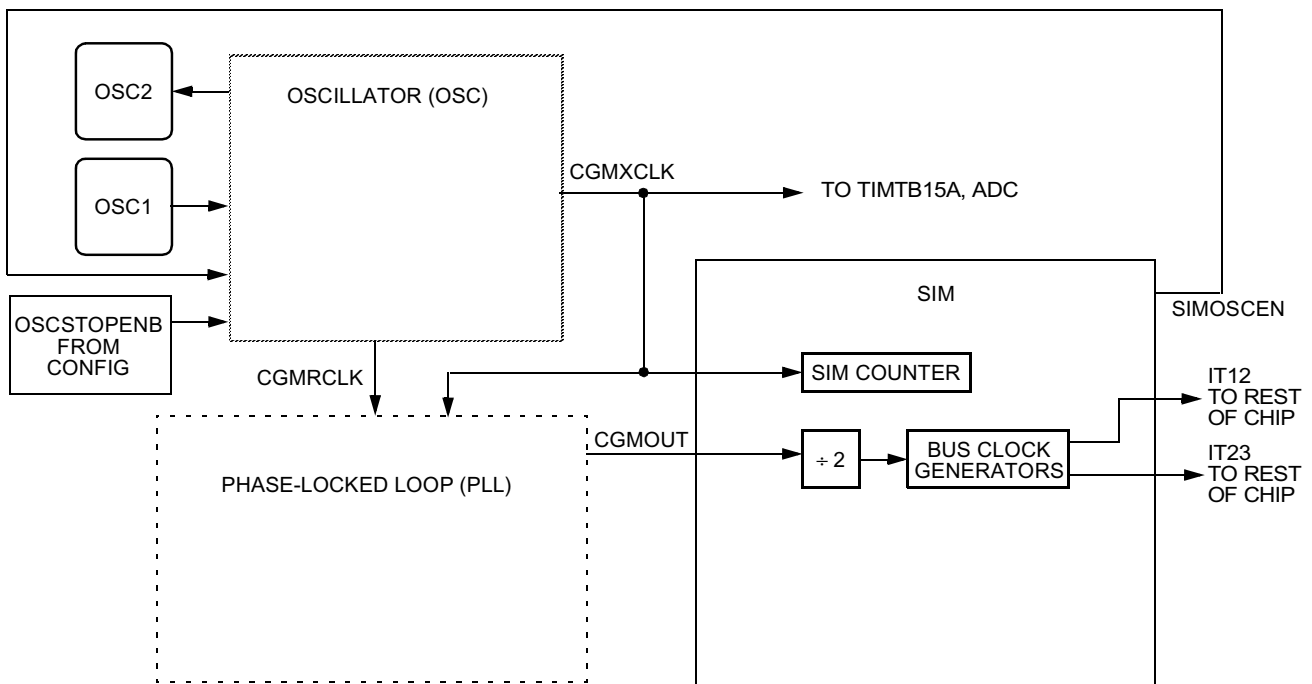 OSC2
OSCILLATOR (OSC)
CGMXCLK
OSC1
TO TIMTB15A, ADC
SIM
SIMOSCEN
OSCSTOPENB
FROM
CONFIG
CGMRCLK
SIM COUNTER
IT12
TO REST
OF CHIP
CGMOUT
÷ 2
BUS CLOCK
GENERATORS
IT23
TO REST
OF CHIP
PHASE-LOCKED LOOP (PLL)